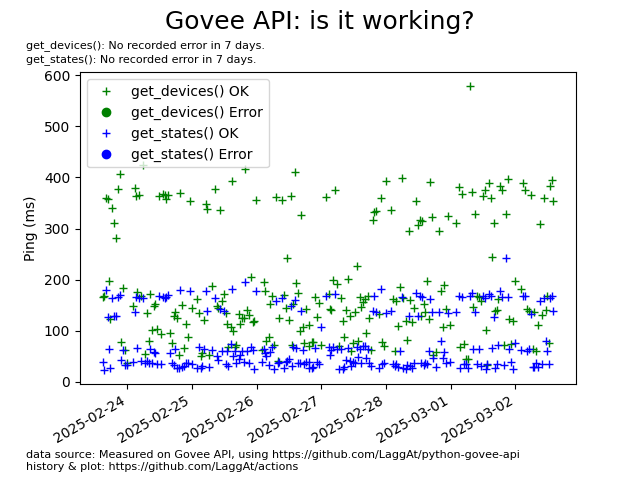 Govee API: is it working?
get_devices(): No recorded error in 7 days.
get_states(): No recorded error in 7 days.
600
500
400
300
200
100
0
Ping (ms)
get_devices() OK
get_devices() Error
get_states() OK
get_states() Error
2025-02-24
2025-02-25
2025-02-26
2025-02-27
2025-02-28
2025-03-01
2025-03-02
data source: Measured on Govee API, using https://github.com/LaggAt/python-govee-api
history & plot: https://github.com/LaggAt/actions